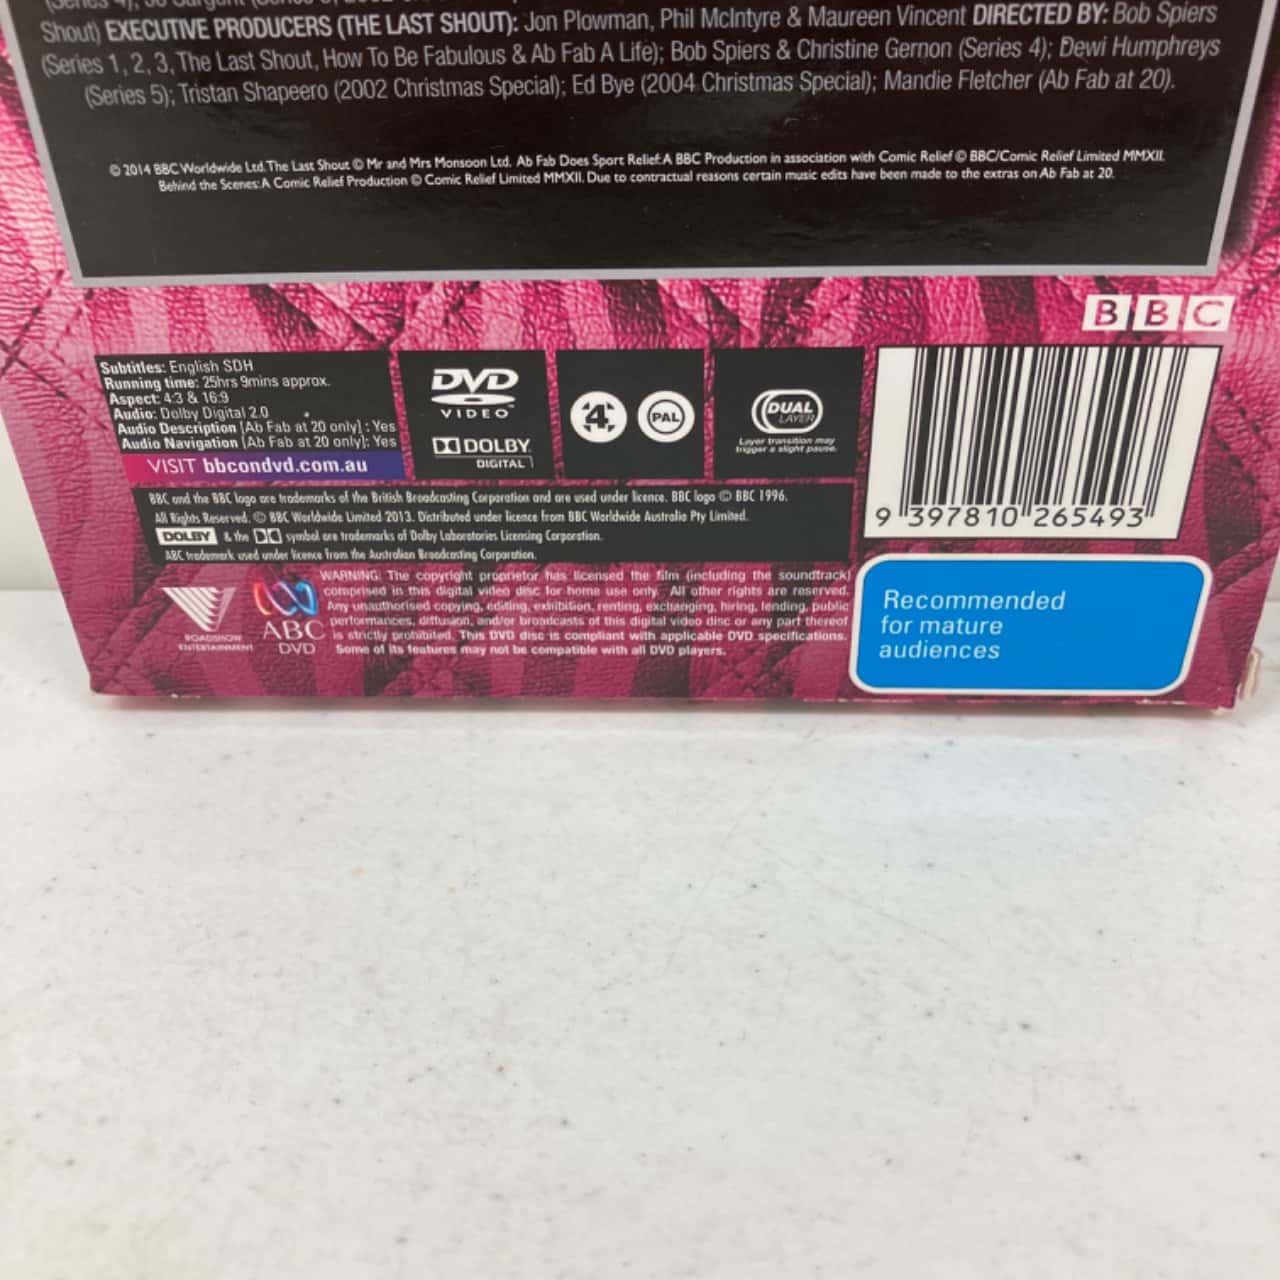 Shout) EXECUTIVE PRODUCERS (THE LAST SHOUT): Jon Plowman, Phil McIntyre & Maureen Vincent DIRECTED BY: Bob Spiers
(Series 1, 2, 3, The Last Shout, How To Be Fabulous & Ab Fab A Life); Bob Spiers & Christine Gernon (Series 4); Dewi Humphreys
(Series 5); Tristan Shapeero (2002 Christmas Special); Ed Bye (2004 Christmas Special); Mandie Fletcher (Ab Fab at 20).
© 2014 BBC Worldwide Ltd. The Last Shout © Mr and Mrs Monsoon Ltd. Ab Fab Does Sport Relief: A BBC Production in association with Comic Relief © BBC/Comic Relief Limited MMXII.
Behind the Scenes: A Comic Relief Production © Comic Relief Limited MMXII. Due to contractual reasons certain music edits have been made to the extras on Ab Fab at 20.
BBC
Subtitles: English SDH
Running time: 25hrs 9mins approx.
Aspect: 4:3 & 16:9
Audio: Dolby Digital 2.0
Audio Description (Ab Fab at 20 only) : Yes
Audio Navigation (Ab Fab at 20 only): Yes
VISIT bbcondvd.com.au
DVD
VIDEO™
DOLBY
DIGITAL
4
PAL
DUAL
LAYER
Layer transition may
trigger a slight pause.
9 397810 265493
BBC and the BBC logo are trademarks of the British Broadcasting Corporation and are used under licence. BBC logo © BBC 1996.
All Rights Reserved. © BBC Worldwide Limited 2013. Distributed under licence from BBC Worldwide Australia Pty Limited.
DOLBY & the symbol are trademarks of Dolby Laboratories Licensing Corporation.
ABC trademark used under licence from the Australian Broadcasting Corporation.
ROADSHOW
ENTERTAINMENT
ABC
DVD
WARNING: The copyright proprietor has licensed the film (including the soundtrack)
comprised in this digital video disc for home use only. All other rights are reserved.
Any unauthorised copying, editing, exhibition, renting, exchanging, hiring, lending, public
performances, diffusion, and/or broadcasts of this digital video disc or any part thereof
is strictly prohibited. This DVD disc is compliant with applicable DVD specifications.
Some of its features may not be compatible with all DVD players.
Recommended
for mature
audiences